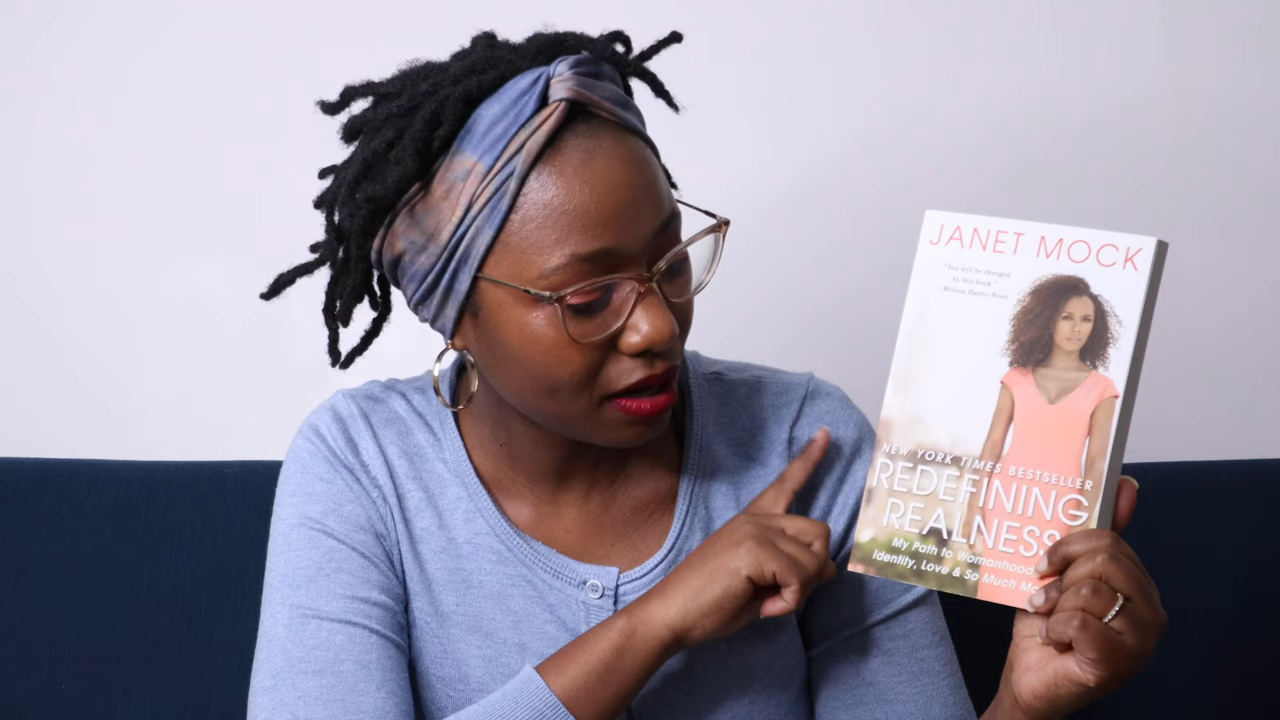 JANET MOCK
"You will be changed
by this book."
—Melissa Harris-Perry
NEW YORK TIMES BESTSELLER
REDEFINING
REALNESS
My Path to Womanhood,
Identity, Love & So Much Mo